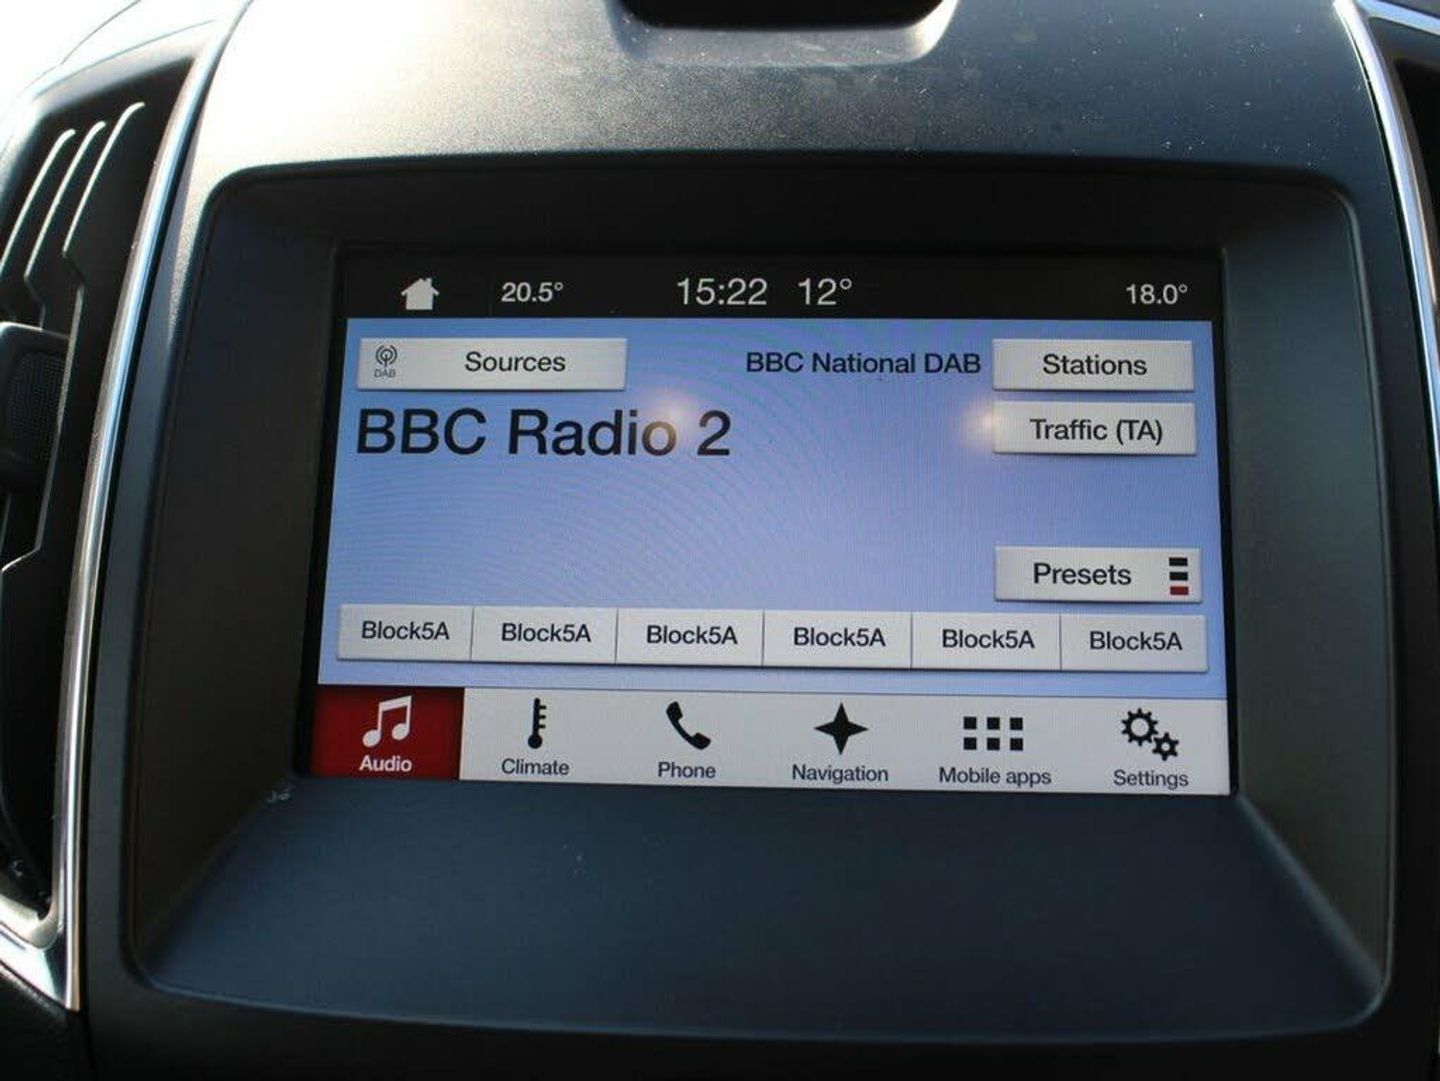 20.5° 15:22 12° 18.0°
DAB Sources BBC National DAB Stations
BBC Radio 2 Traffic (TA)
Presets
Block5A Block5A Block5A Block5A Block5A Block5A
Audio Climate Phone Navigation Mobile apps Settings